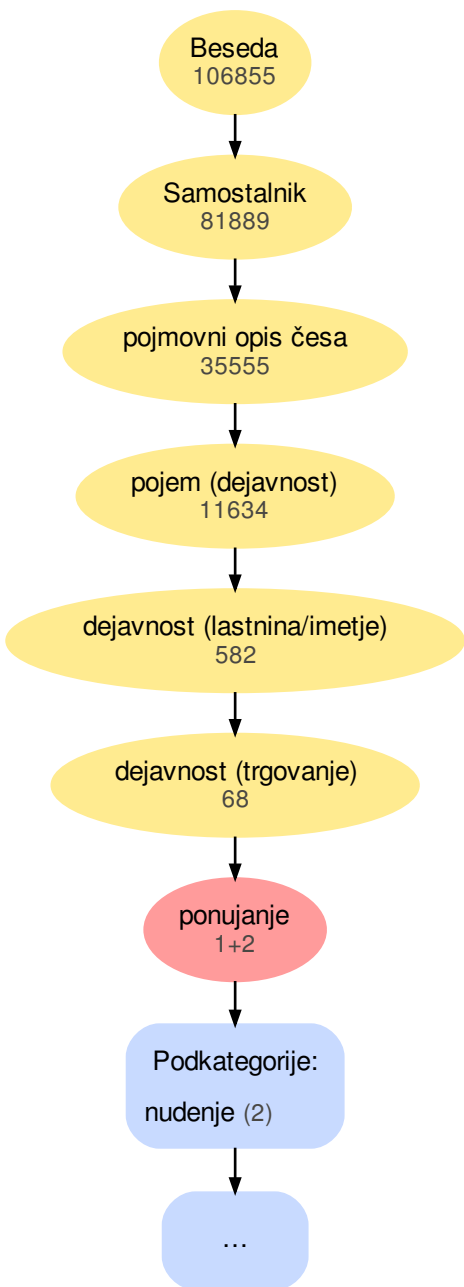 Beseda
106855
Samostalnik
81889
pojmovni opis česa
35555
pojem (dejavnost)
11634
dejavnost (lastnina/imetje)
582
dejavnost (trgovanje)
68
ponujanje
1+2
Podkategorije:
nudenje (2)
...